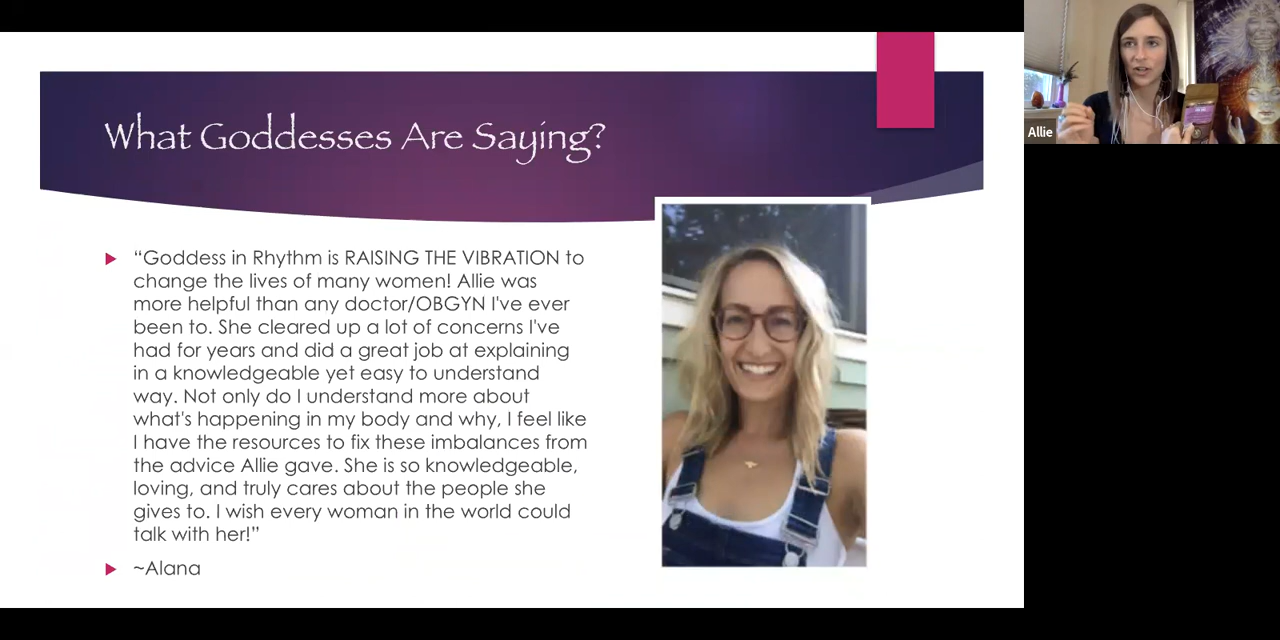 What Goddesses Are Saying?
“Goddess in Rhythm is RAISING THE VIBRATION to
change the lives of many women! Allie was
more helpful than any doctor/OBGYN I've ever
been to. She cleared up a lot of concerns I've
had for years and did a great job at explaining
in a knowledgeable yet easy to understand
way. Not only do I understand more about
what's happening in my body and why, I feel like
I have the resources to fix these imbalances from
the advice Allie gave. She is so knowledgeable,
loving, and truly cares about the people she
gives to. I wish every woman in the world could
talk with her!”
~Alana
Allie